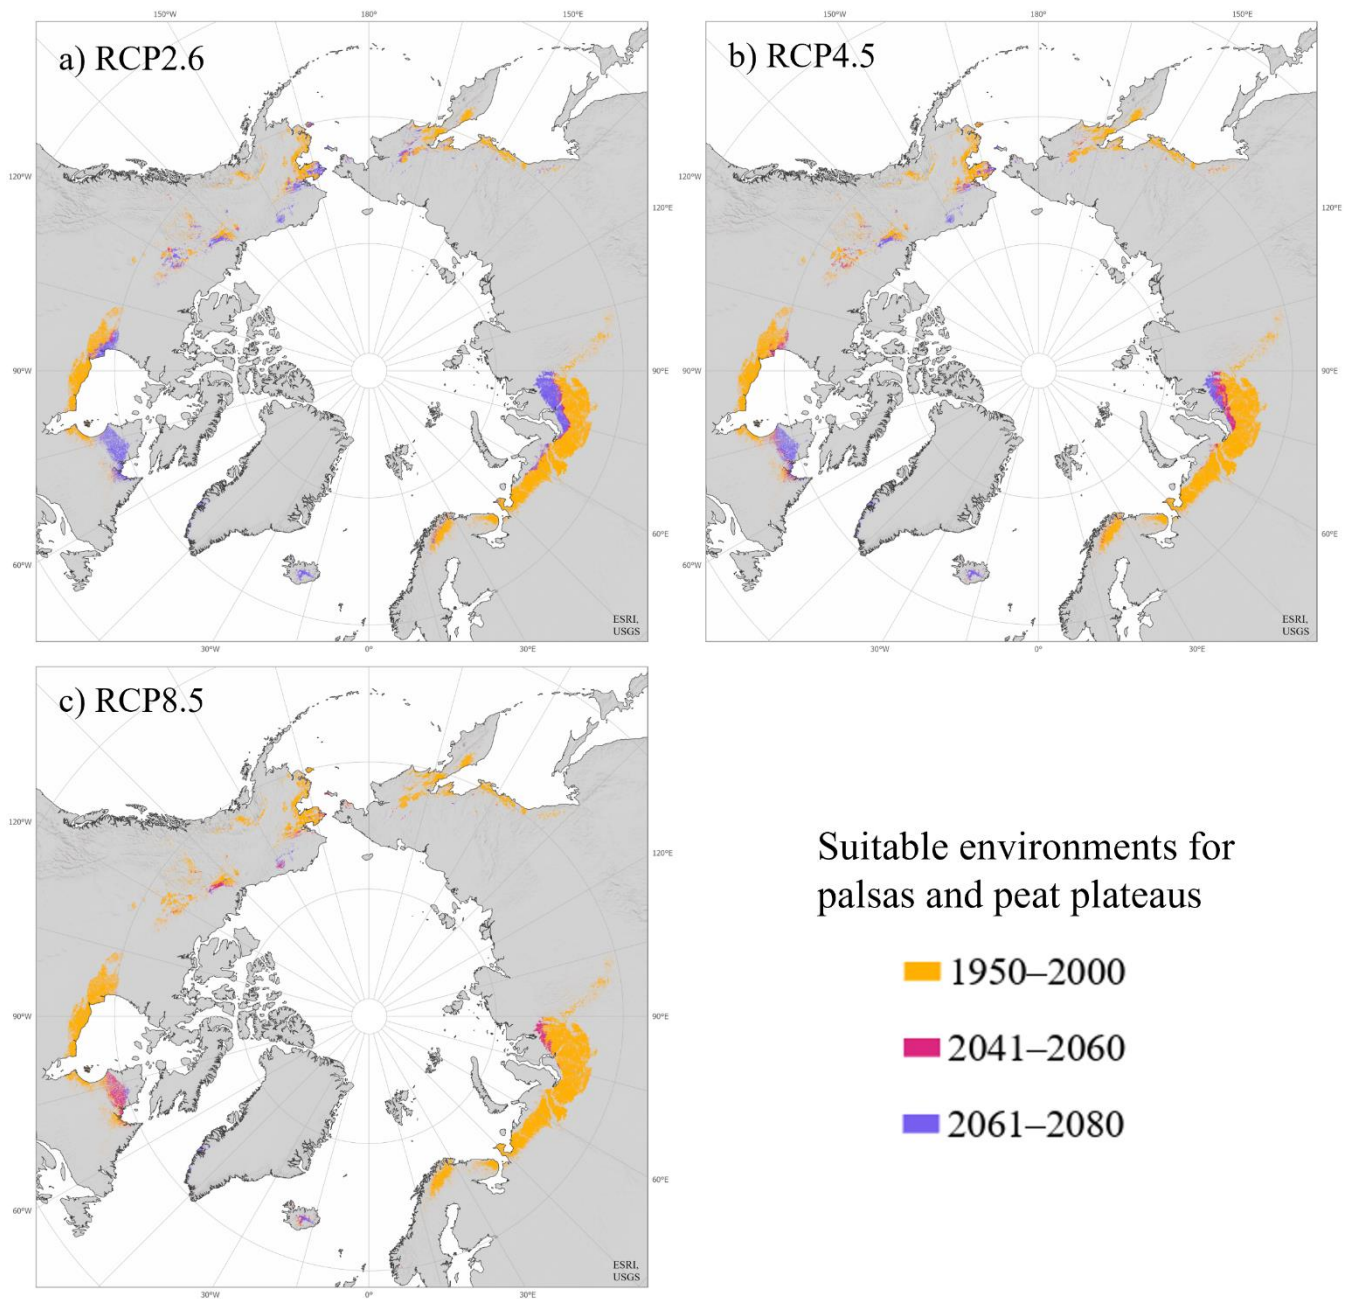 150°W 180° 150°E
a) RCP2.6
120°W
120°E
90°W
90°E
60°W
60°E
ESRI,
USGS
30°W 0° 30°E
150°W 180° 150°E
b) RCP4.5
120°W
120°E
90°W
90°E
60°W
60°E
ESRI,
USGS
30°W 0° 30°E
c) RCP8.5
120°W
120°E
90°W
90°E
60°W
60°E
ESRI,
USGS
30°W 0° 30°E
Suitable environments for
palsas and peat plateaus
1950–2000
2041–2060
2061–2080